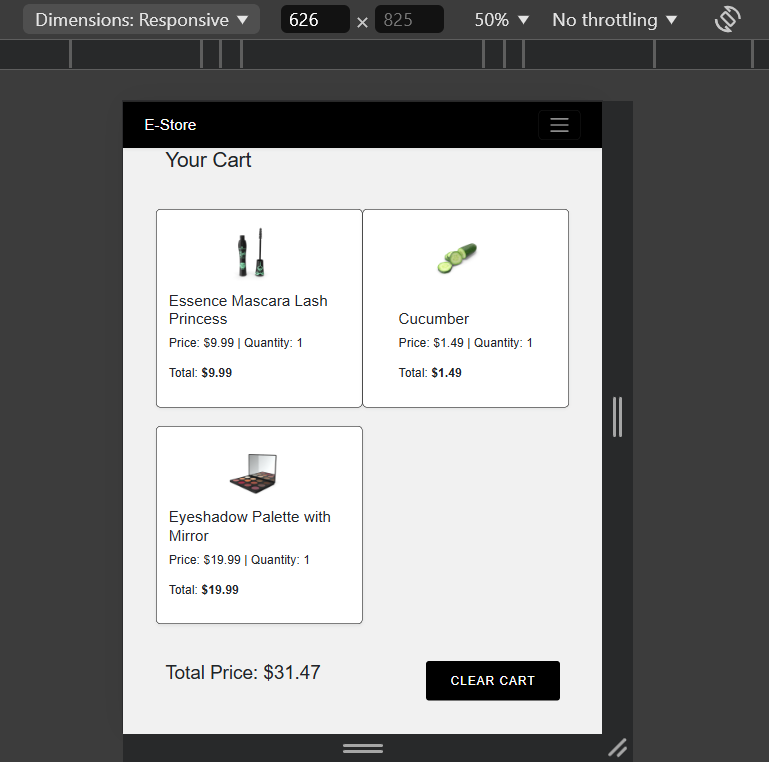 Dimensions: Responsive ▼ 626 × 825 50% ▼ No throttling ▼
E-Store
Your Cart
Essence Mascara Lash
Princess
Price: $9.99 | Quantity: 1
Total: $9.99
Cucumber
Price: $1.49 | Quantity: 1
Total: $1.49
Eyeshadow Palette with
Mirror
Price: $19.99 | Quantity: 1
Total: $19.99
Total Price: $31.47
CLEAR CART